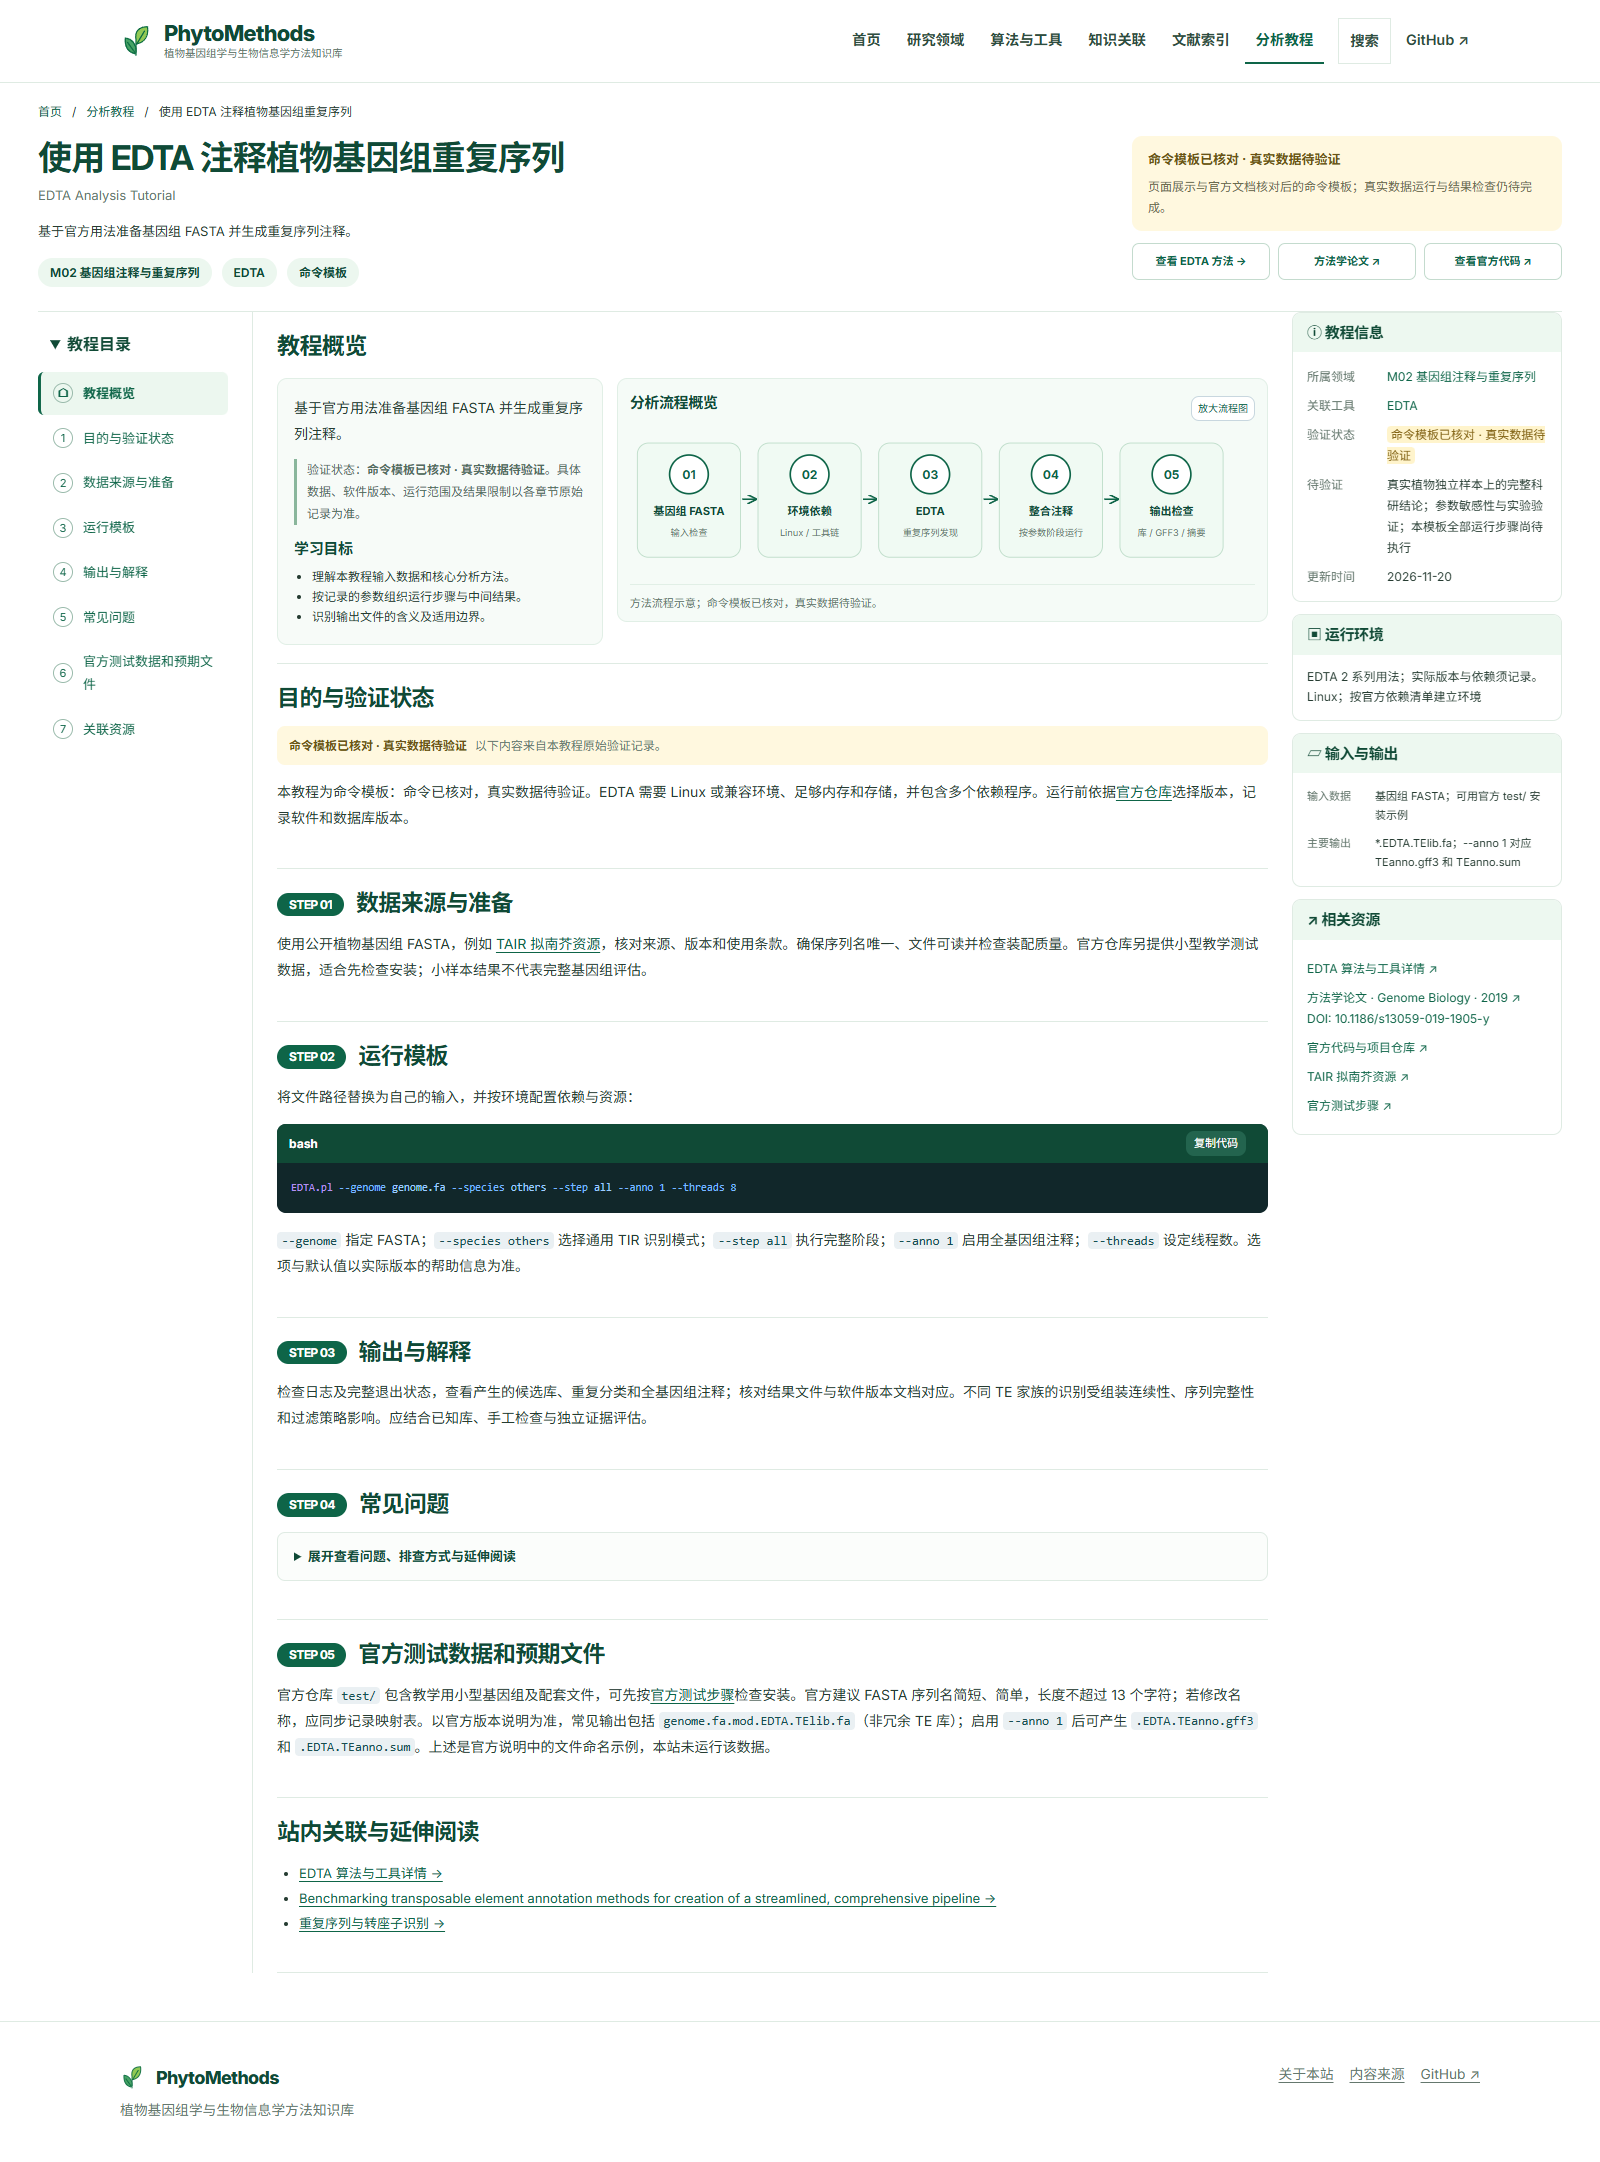 PhytoMethods
植物基因组学与生物信息学方法知识库
首页 研究领域 算法与工具 知识关联 文献索引 分析教程 搜索 GitHub ↗
首页 / 分析教程 / 使用 EDTA 注释植物基因组重复序列
使用 EDTA 注释植物基因组重复序列
EDTA Analysis Tutorial
基于官方用法准备基因组 FASTA 并生成重复序列注释。
M02 基因组注释与重复序列 EDTA 命令模板
命令模板已核对 · 真实数据待验证
页面展示与官方文档核对后的命令模板；真实数据运行与结果检查仍待完
成。
查看 EDTA 方法 → 方法学论文 ↗ 查看官方代码 ↗
▼ 教程目录
教程概览
1 目的与验证状态
2 数据来源与准备
3 运行模板
4 输出与解释
5 常见问题
6 官方测试数据和预期文
件
7 关联资源
教程概览
基于官方用法准备基因组 FASTA 并生成重复序
列注释。
验证状态：命令模板已核对 · 真实数据待验证。具体
数据、软件版本、运行范围及结果限制以各章节原始
记录为准。
学习目标
• 理解本教程输入数据和核心分析方法。
• 按记录的参数组织运行步骤与中间结果。
• 识别输出文件的含义及适用边界。
分析流程概览
放大流程图
01 基因组 FASTA 输入检查
02 环境依赖 Linux / 工具链
03 EDTA 重复序列发现
04 整合注释 按参数阶段运行
05 输出检查 库 / GFF3 / 摘要
方法流程示意；命令模板已核对，真实数据待验证。
目的与验证状态
命令模板已核对 · 真实数据待验证 以下内容来自本教程原始验证记录。
本教程为命令模板：命令已核对，真实数据待验证。EDTA 需要 Linux 或兼容环境、足够内存和存储，并包含多个依赖程序。运行前依据官方仓库选择版本，记
录软件和数据库版本。
STEP 01 数据来源与准备
使用公开植物基因组 FASTA，例如 TAIR 拟南芥资源，核对来源、版本和使用条款。确保序列名唯一、文件可读并检查装配质量。官方仓库另提供小型教学测试
数据，适合先检查安装；小样本结果不代表完整基因组评估。
STEP 02 运行模板
将文件路径替换为自己的输入，并按环境配置依赖与资源：
bash 复制代码
EDTA.pl --genome genome.fa --species others --step all --anno 1 --threads 8
--genome 指定 FASTA；--species others 选择通用 TIR 识别模式；--step all 执行完整阶段；--anno 1 启用全基因组注释；--threads 设定线程数。选
项与默认值以实际版本的帮助信息为准。
STEP 03 输出与解释
检查日志及完整退出状态，查看产生的候选库、重复分类和全基因组注释；核对结果文件与软件版本文档对应。不同 TE 家族的识别受组装连续性、序列完整性
和过滤策略影响。应结合已知库、手工检查与独立证据评估。
STEP 04 常见问题
▶ 展开查看问题、排查方式与延伸阅读
STEP 05 官方测试数据和预期文件
官方仓库 test/ 包含教学用小型基因组及配套文件，可先按官方测试步骤检查安装。官方建议 FASTA 序列名简短、简单，长度不超过 13 个字符；若修改名
称，应同步记录映射表。以官方版本说明为准，常见输出包括 genome.fa.mod.EDTA.TElib.fa（非冗余 TE 库）；启用 --anno 1 后可产生 .EDTA.TEanno.gff3
和 .EDTA.TEanno.sum。上述是官方说明中的文件命名示例，本站未运行该数据。
站内关联与延伸阅读
• EDTA 算法与工具详情 →
• Benchmarking transposable element annotation methods for creation of a streamlined, comprehensive pipeline →
• 重复序列与转座子识别 →
教程信息
所属领域 M02 基因组注释与重复序列
关联工具 EDTA
验证状态 命令模板已核对 · 真实数据待
验证
待验证 真实植物独立样本上的完整科
研结论；参数敏感性与实验验
证；本模板全部运行步骤尚待
执行
更新时间 2026-11-20
运行环境
EDTA 2 系列用法；实际版本与依赖须记录。
Linux；按官方依赖清单建立环境
输入与输出
输入数据 基因组 FASTA；可用官方 test/ 安
装示例
主要输出 *.EDTA.TElib.fa；--anno 1 对应
TEanno.gff3 和 TEanno.sum
↗ 相关资源
EDTA 算法与工具详情 ↗
方法学论文 · Genome Biology · 2019 ↗
DOI: 10.1186/s13059-019-1905-y
官方代码与项目仓库 ↗
TAIR 拟南芥资源 ↗
官方测试步骤 ↗
PhytoMethods
植物基因组学与生物信息学方法知识库
关于本站 内容来源 GitHub ↗